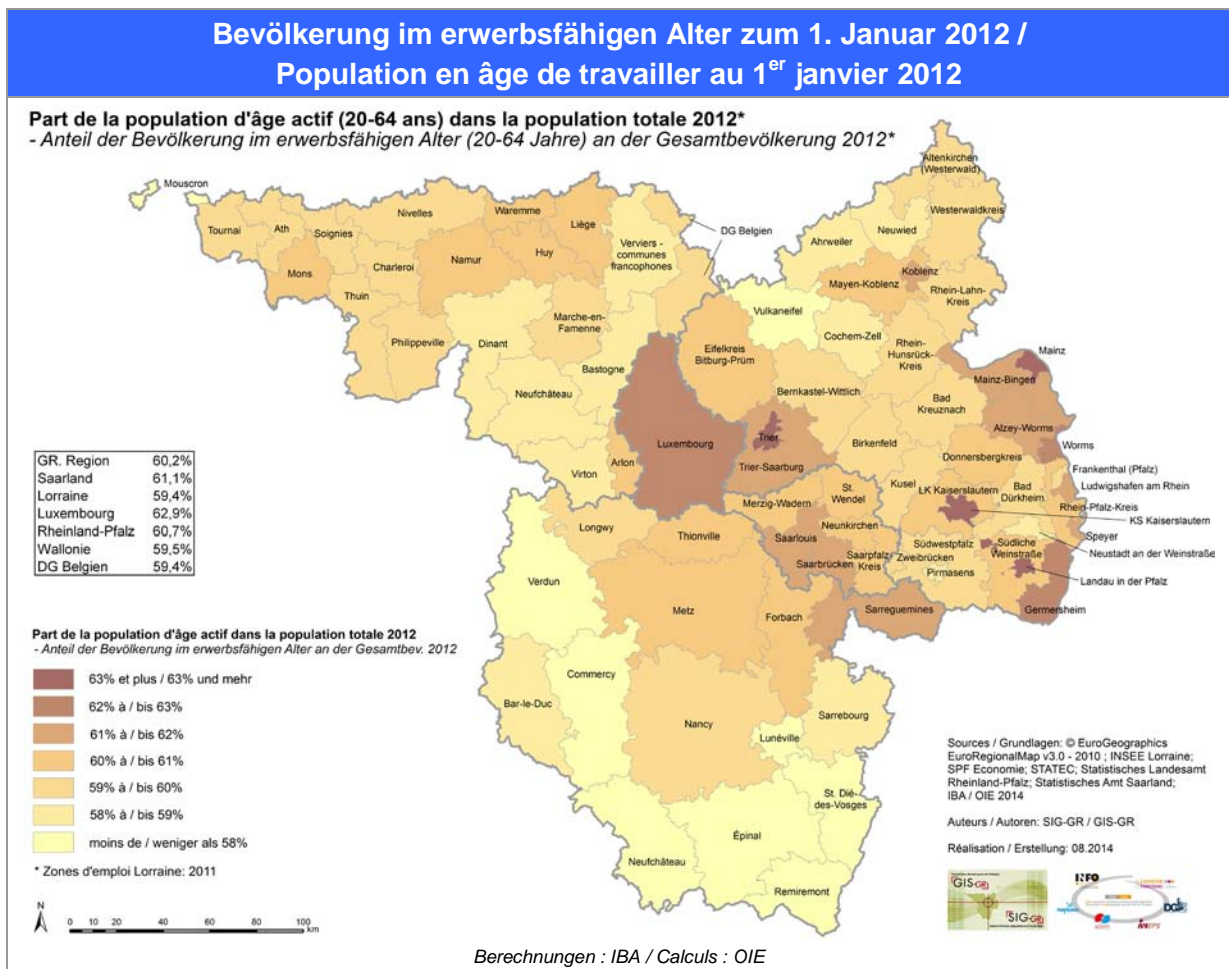 Bevölkerung im erwerbsfähigen Alter zum 1. Januar 2012 /
Population en âge de travailler au 1er janvier 2012
Part de la population d'âge actif (20-64 ans) dans la population totale 2012*
- Anteil der Bevölkerung im erwerbsfähigen Alter (20-64 Jahre) an der Gesamtbevölkerung 2012*
Mouscron
Tournai
Ath
Soignies
Nivelles
Waremme
Liège
Mons
Charleroi
Namur
Huy
Verviers -
communes
francophones
DG Belgien
Thuin
Philippeville
Dinant
Marche-en-
Famenne
Bastogne
Neufchâteau
Virton
Arlon
Luxembourg
Altenkirchen
(Westerwald)
Westerwaldkreis
Neuwied
Ahrweiler
Koblenz
Mayen-Koblenz
Rhein-Lahn-
Kreis
Vulkaneifel
Cochem-Zell
Eifelkreis
Bitburg-Prüm
Rhein-
Hunsrück-
Kreis
Mainz
Mainz-Bingen
Bernkastel-Wittlich
Bad
Kreuznach
Alzey-Worms
Trier
Trier-Saarburg
Birkenfeld
Worms
Donnersbergkreis
Frankenthal (Pfalz)
Kusel
LK Kaiserslautern
Bad
Dürkheim
Ludwigshafen am Rhein
Rhein-Pfalz-Kreis
KS Kaiserslautern
Speyer
Neustadt an der Weinstraße
Südwestpfalz
Zweibrücken
Pirmasens
Südliche
Weinstraße
Landau in der Pfalz
Germersheim
Merzig-Wadern
St.
Wendel
Neunkirchen
Saarlouis
Saarbrücken
Saarpfalz-
Kreis
Longwy
Thionville
Verdun
Metz
Forbach
Sarreguemines
Commercy
Bar-le-Duc
Nancy
Sarrebourg
Lunéville
St. Dié-
des-Vosges
Épinal
Neufchâteau
Remiremont
GR. Region 60,2%
Saarland 61,1%
Lorraine 59,4%
Luxembourg 62,9%
Rheinland-Pfalz 60,7%
Wallonie 59,5%
DG Belgien 59,4%
Part de la population d'âge actif dans la population totale 2012
- Anteil der Bevölkerung im erwerbsfähigen Alter an der Gesamtbev. 2012
63% et plus / 63% und mehr
62% à / bis 63%
61% à / bis 62%
60% à / bis 61%
59% à / bis 60%
58% à / bis 59%
moins de / weniger als 58%
* Zones d'emploi Lorraine: 2011
N
0 10 20 40 60 80 100
km
Sources / Grundlagen: © EuroGeographics
EuroRegionalMap v3.0 - 2010 ; INSEE Lorraine;
SPF Economie; STATEC; Statistisches Landesamt
Rheinland-Pfalz; Statistisches Amt Saarland;
IBA / OIE 2014
Auteurs / Autoren: SIG-GR / GIS-GR
Réalisation / Erstellung: 08.2014
GIS-GR
SIG-GR
INFO
Berechnungen : IBA / Calculs : OIE